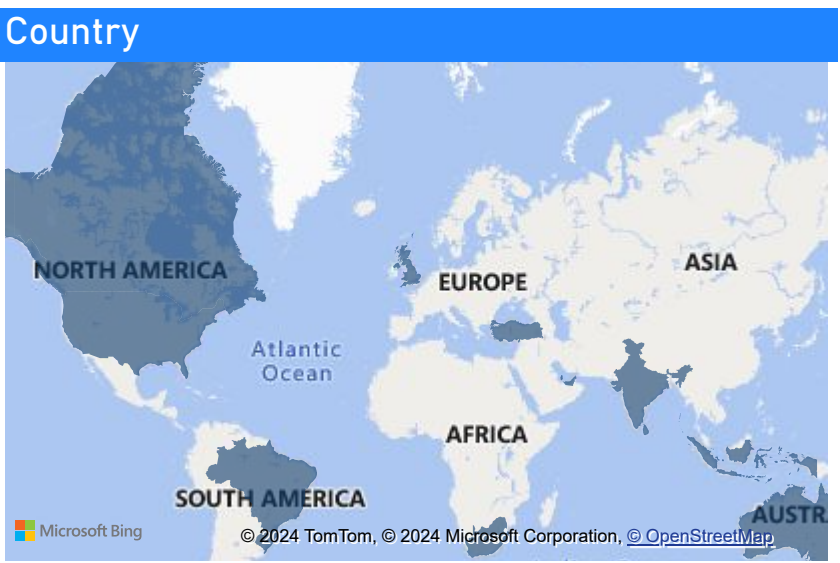 Country
NORTH AMERICA
EUROPE
ASIA
Atlantic
Ocean
AFRICA
SOUTH AMERICA
AUSTR
Microsoft Bing
© 2024 TomTom, © 2024 Microsoft Corporation, © OpenStreetMap